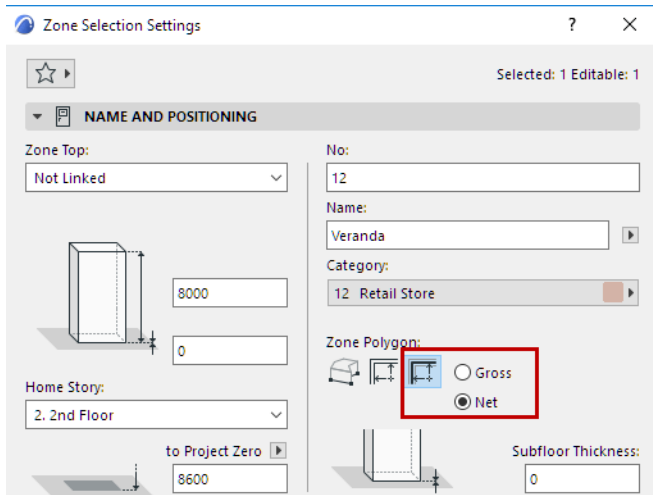 Zone Selection Settings ? ×
Selected: 1 Editable: 1
NAME AND POSITIONING
Zone Top:
Not Linked
8000
0
Home Story:
2. 2nd Floor
to Project Zero
8600
No:
12
Name:
Veranda
Category:
12 Retail Store
Zone Polygon:
Gross
Net
Subfloor Thickness:
0